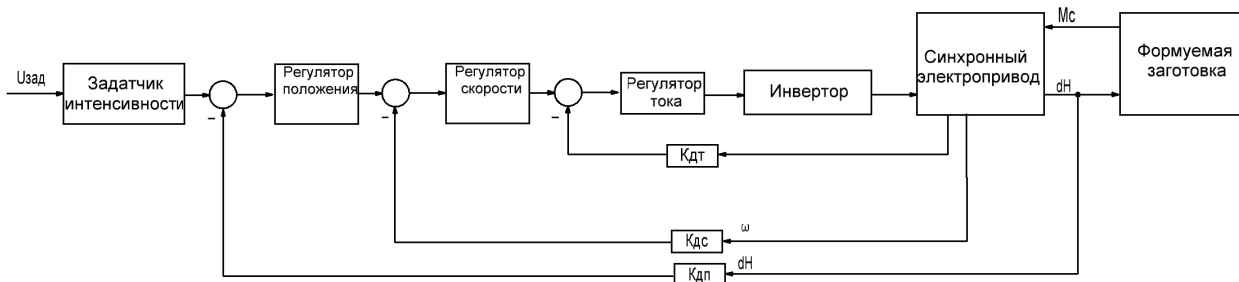 Uзад
Задатчик
интенсивности
–
Регулятор
положения
–
Регулятор
скорости
–
Регулятор
тока
Инвертор
Синхронный
электропривод
Мс
dH
Формуемая
заготовка
Кдт
Кдс
ω
Кдп
dH